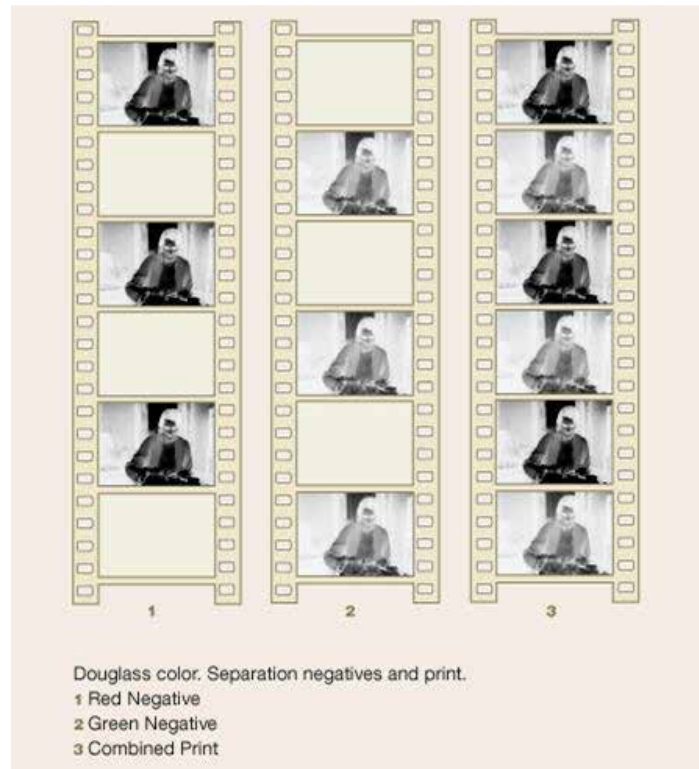 1 2 3
Douglass color. Separation negatives and print.
1 Red Negative
2 Green Negative
3 Combined Print